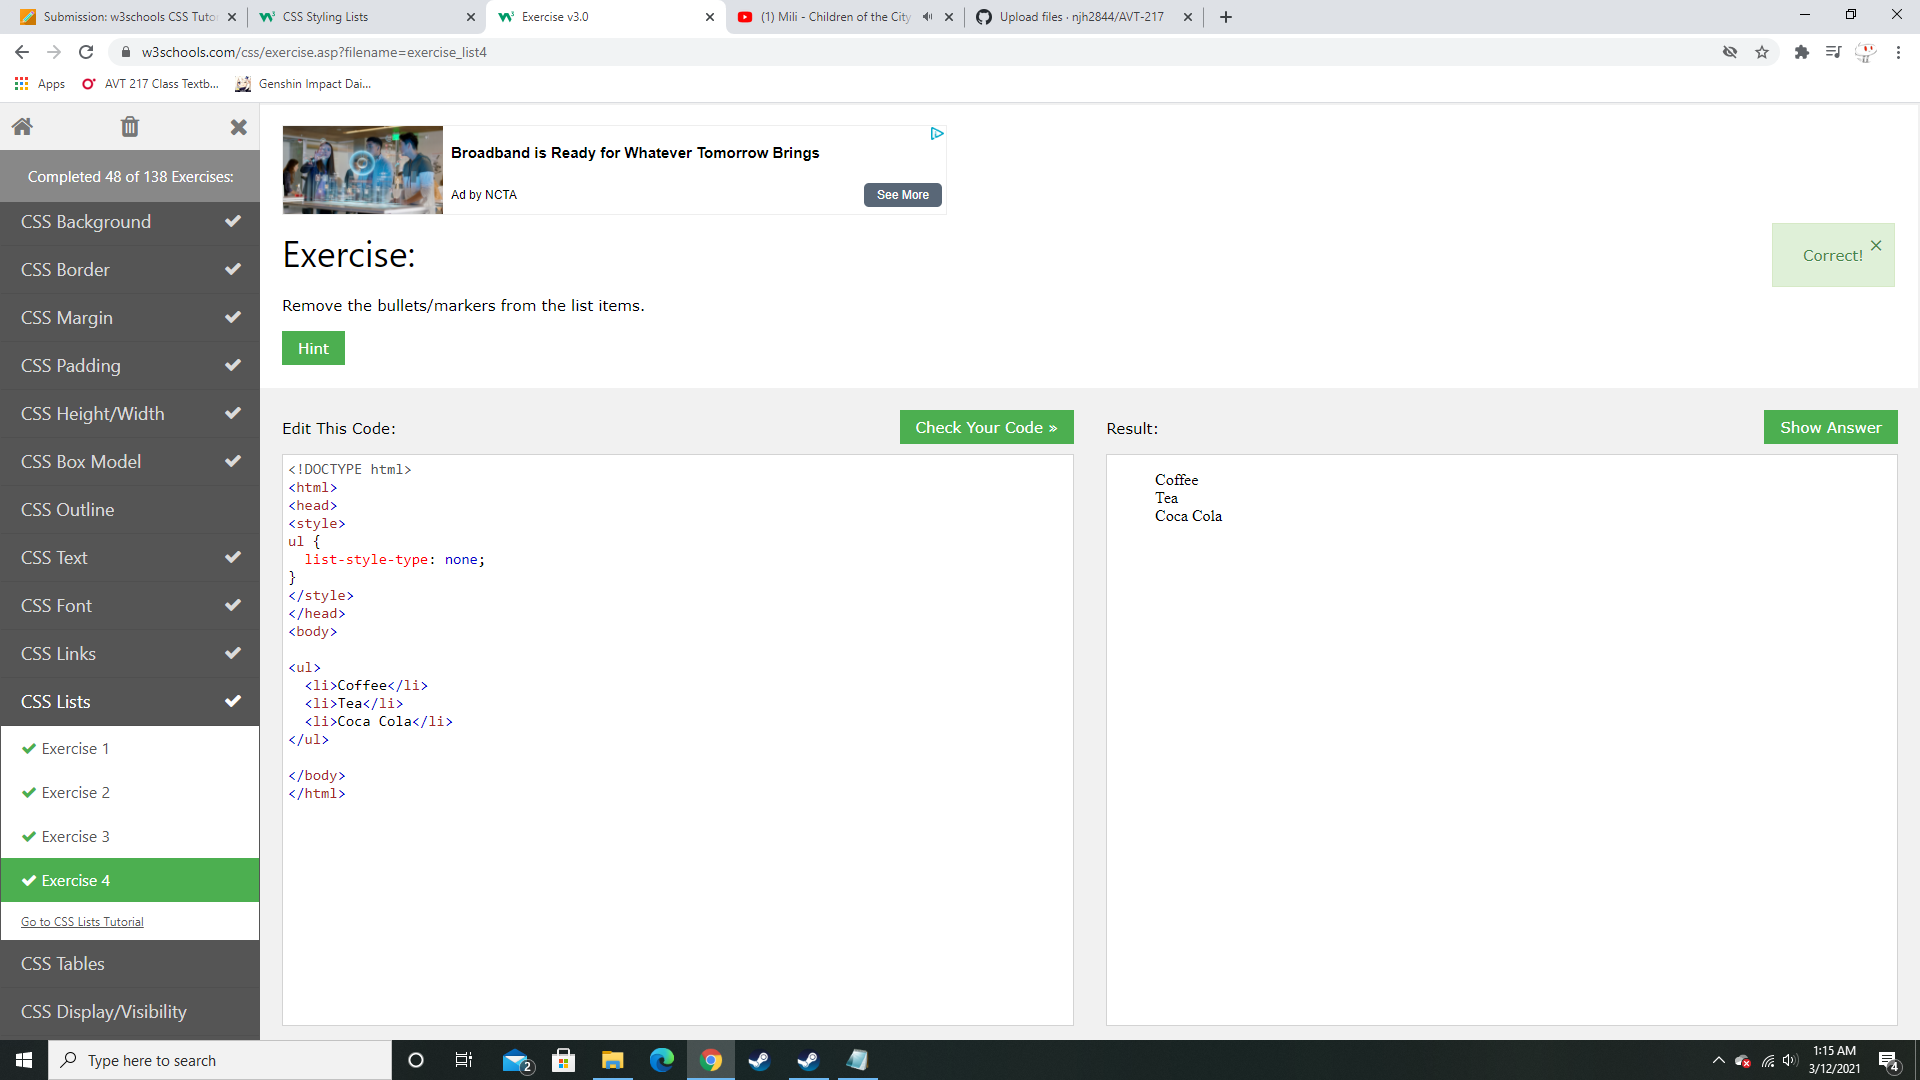 Submission: w3schools CSS Tutor
CSS Styling Lists
Exercise v3.0
(1) Mili - Children of the City
Upload files · njh2844/AVT-217
w3schools.com/css/exercise.asp?filename=exercise_list4
Apps
AVT 217 Class Textb...
Genshin Impact Dai...
Completed 48 of 138 Exercises:
CSS Background
CSS Border
CSS Margin
CSS Padding
CSS Height/Width
CSS Box Model
CSS Outline
CSS Text
CSS Font
CSS Links
CSS Lists
Exercise 1
Exercise 2
Exercise 3
Exercise 4
Go to CSS Lists Tutorial
CSS Tables
CSS Display/Visibility
Broadband is Ready for Whatever Tomorrow Brings
Ad by NCTA
See More
Exercise:
Remove the bullets/markers from the list items.
Hint
Correct!
Edit This Code:
Check Your Code »
<!DOCTYPE html>
<html>
<head>
<style>
ul {
  list-style-type: none;
}
</style>
</head>
<body>
<ul>
  <li>Coffee</li>
  <li>Tea</li>
  <li>Coca Cola</li>
</ul>
</body>
</html>
Result:
Show Answer
Coffee
Tea
Coca Cola
Type here to search
2
1:15 AM
3/12/2021
4